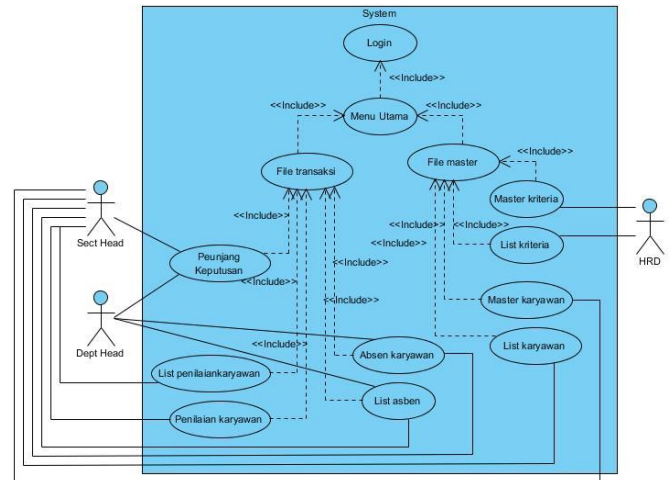 System
Login
<<Include>>
<<Include>>
Menu Utama
<<Include>>
File transaksi
File master
<<Include>>
Master kriteria
Sect Head
<<Include>>
<<Include>>
<<Include>>
List kriteria
HRD
Peunjang
Keputusan
<<Include>>
<<Include>>
<<Include>>
Master karyawan
Dept Head
<<Include>>
Absen karyawan
List karyawan
List penilaiankaryawan
List asben
Penilaian karyawan